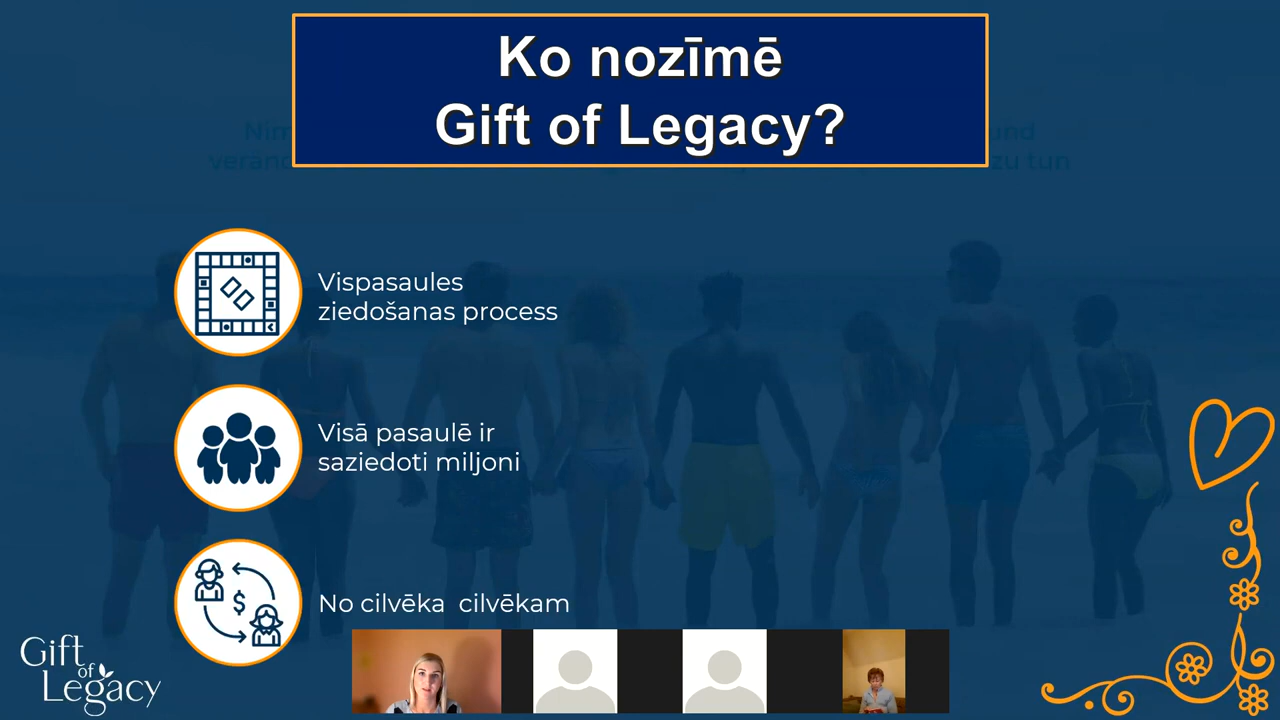 Ko nozīmē
Gift of Legacy?
Vispasaules
ziedošanas process
Visā pasaulē ir
saziedoti miljoni
$
No cilvēka  cilvēkam
Gift
of
Legacy